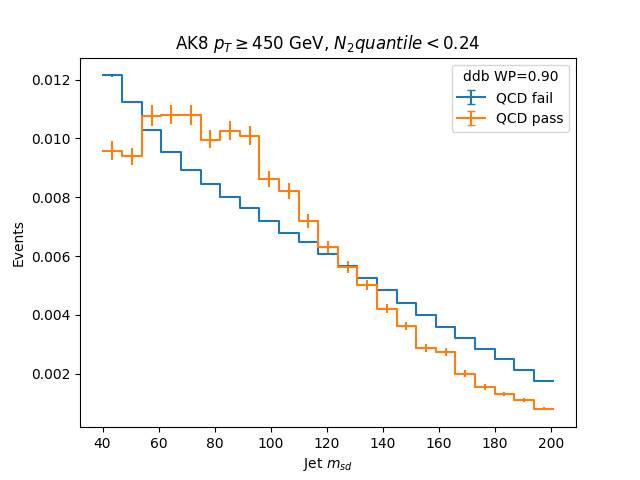 AK8 $p_T \geq 450$ GeV, $N_2quantile < 0.24$
ddb WP=0.90
QCD fail
QCD pass
Events
0.012
0.010
0.008
0.006
0.004
0.002
40 60 80 100 120 140 160 180 200
Jet $m_{sd}$